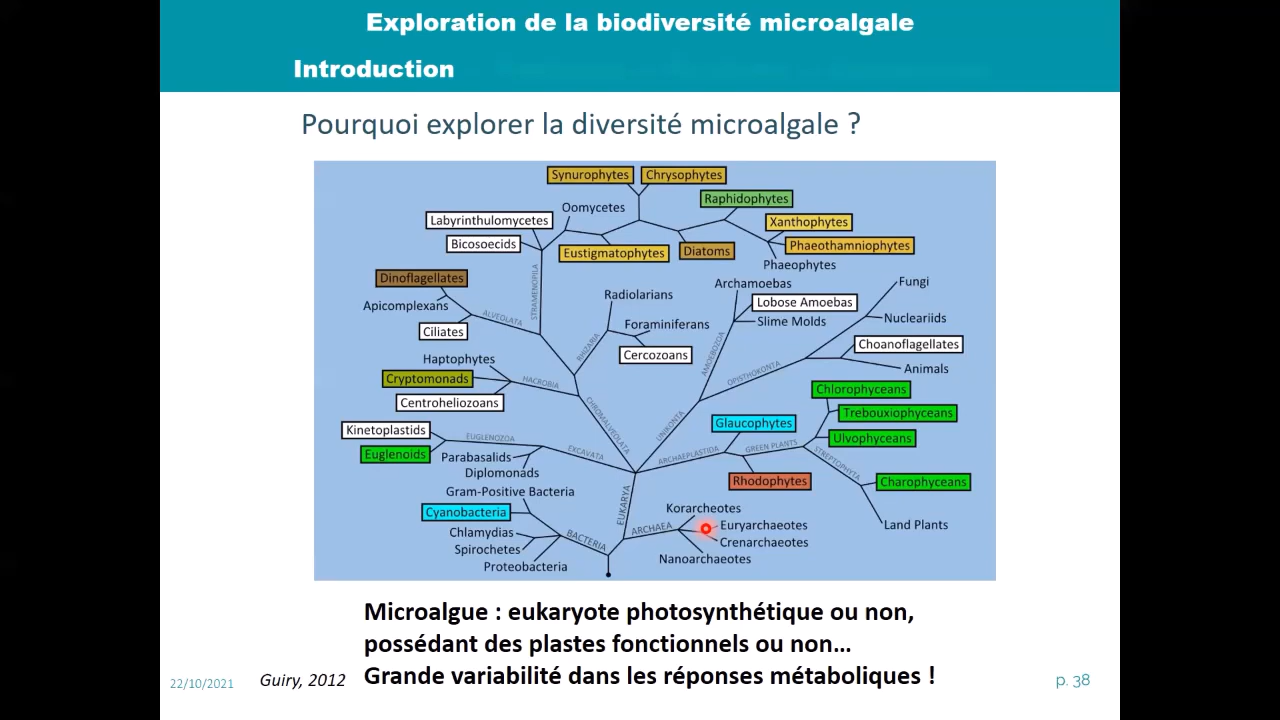 Exploration de la biodiversité microalgale
Introduction
Pourquoi explorer la diversité microalgale ?
Synurophytes
Chrysophytes
Raphidophytes
Oomycetes
Labyrinthulomycetes
Xanthophytes
Bicosoecids
Eustigmatophytes
Diatoms
Phaeothamniophytes
Phaeophytes
STRAMENOPILA
Dinoflagellates
Archamoebas
Fungi
Apicomplexans
Radiolarians
Lobose Amoebas
ALVEOLATA
Foraminiferans
Slime Molds
Nucleariids
Ciliates
RHIZARIA
Cercozoans
AMOEBOZOA
Choanoflagellates
Haptophytes
OPISTHOKONTA
Animals
Cryptomonads
HACROBIA
Chlorophyceans
Centroheliozoans
CHROMALVEOLATA
UNIKONTA
Trebouxiophyceans
Kinetoplastids
Glaucophytes
EUGLENOZOA
Ulvophyceans
Euglenoids
Parabasalids
EXCAVATA
ARCHAEPLASTIDA
GREEN PLANTS
STREPTOPHYTA
Diplomonads
Rhodophytes
Charophyceans
Gram-Positive Bacteria
EUKARYA
Korarcheotes
Cyanobacteria
ARCHAEA
Euryarchaeotes
Land Plants
Chlamydias
BACTERIA
Crenarchaeotes
Spirochetes
Nanoarchaeotes
Proteobacteria
Microalgue : eukaryote photosynthétique ou non,
possédant des plastes fonctionnels ou non…
Grande variabilité dans les réponses métaboliques !
22/10/2021
Guiry, 2012
p. 38